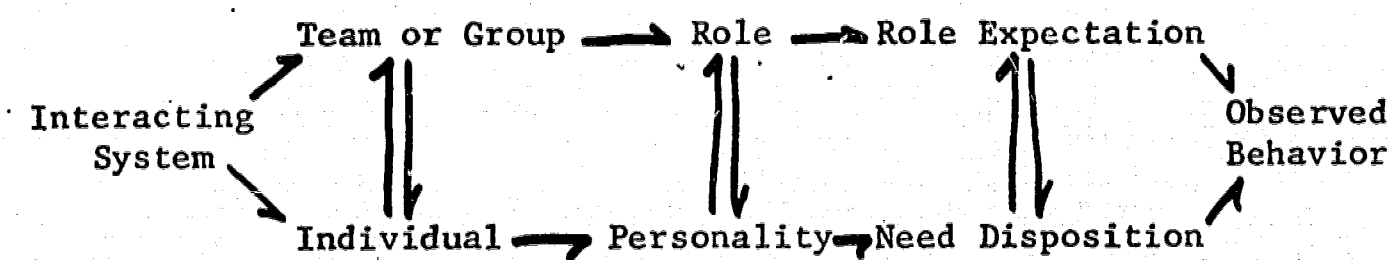 Team or Group Role Role Expectation
Interacting
System
Observed
Behavior
Individual Personality Need Disposition